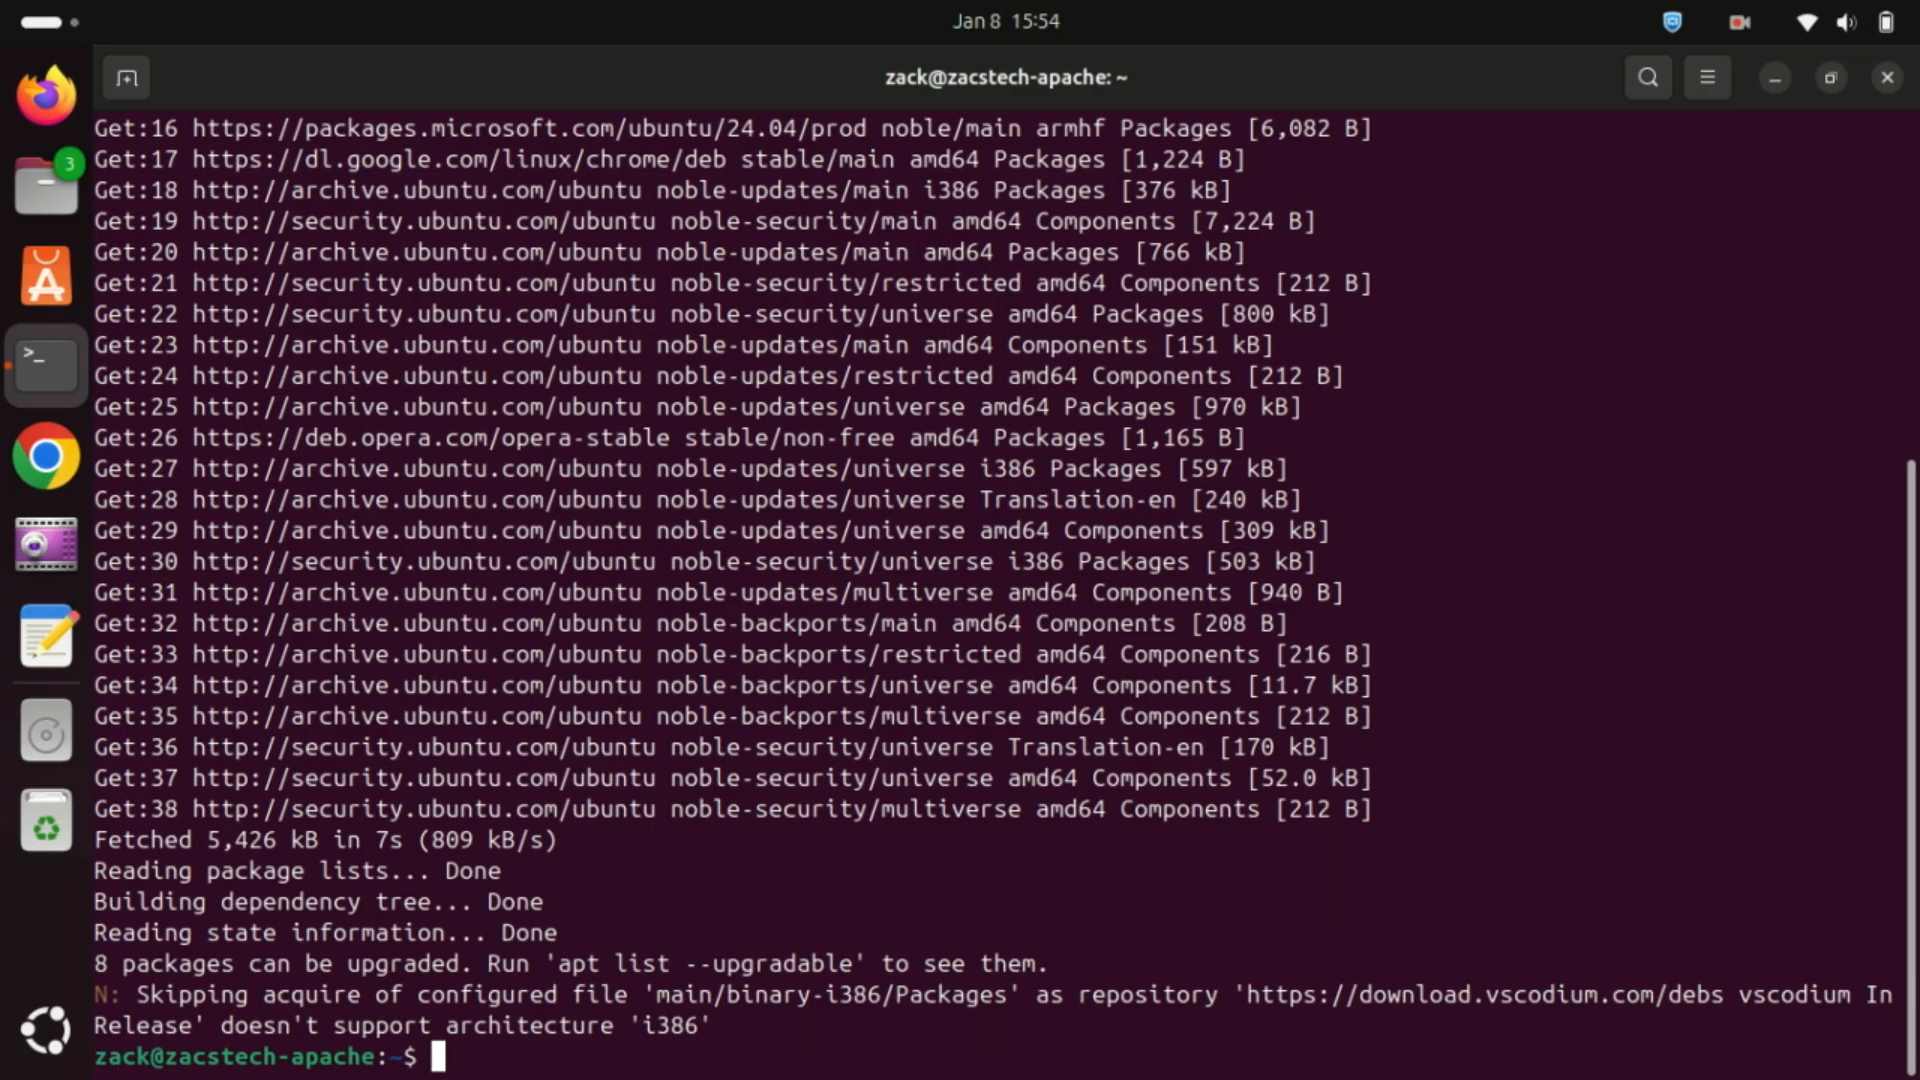 Jan 8 15:54
zack@zacstech-apache: ~
3
Get:16 https://packages.microsoft.com/ubuntu/24.04/prod noble/main armhf Packages [6,082 B]
Get:17 https://dl.google.com/linux/chrome/deb stable/main amd64 Packages [1,224 B]
Get:18 http://archive.ubuntu.com/ubuntu noble-updates/main i386 Packages [376 kB]
Get:19 http://security.ubuntu.com/ubuntu noble-security/main amd64 Components [7,224 B]
Get:20 http://archive.ubuntu.com/ubuntu noble-updates/main amd64 Packages [766 kB]
Get:21 http://security.ubuntu.com/ubuntu noble-security/restricted amd64 Components [212 B]
Get:22 http://security.ubuntu.com/ubuntu noble-security/universe amd64 Packages [800 kB]
Get:23 http://archive.ubuntu.com/ubuntu noble-updates/main amd64 Components [151 kB]
Get:24 http://archive.ubuntu.com/ubuntu noble-updates/restricted amd64 Components [212 B]
Get:25 http://archive.ubuntu.com/ubuntu noble-updates/universe amd64 Packages [970 kB]
Get:26 https://deb.opera.com/opera-stable stable/non-free amd64 Packages [1,165 B]
Get:27 http://archive.ubuntu.com/ubuntu noble-updates/universe i386 Packages [597 kB]
Get:28 http://archive.ubuntu.com/ubuntu noble-updates/universe Translation-en [240 kB]
Get:29 http://archive.ubuntu.com/ubuntu noble-updates/universe amd64 Components [309 kB]
Get:30 http://security.ubuntu.com/ubuntu noble-security/universe i386 Packages [503 kB]
Get:31 http://archive.ubuntu.com/ubuntu noble-updates/multiverse amd64 Components [940 B]
Get:32 http://archive.ubuntu.com/ubuntu noble-backports/main amd64 Components [208 B]
Get:33 http://archive.ubuntu.com/ubuntu noble-backports/restricted amd64 Components [216 B]
Get:34 http://archive.ubuntu.com/ubuntu noble-backports/universe amd64 Components [11.7 kB]
Get:35 http://archive.ubuntu.com/ubuntu noble-backports/multiverse amd64 Components [212 B]
Get:36 http://security.ubuntu.com/ubuntu noble-security/universe Translation-en [170 kB]
Get:37 http://security.ubuntu.com/ubuntu noble-security/universe amd64 Components [52.0 kB]
Get:38 http://security.ubuntu.com/ubuntu noble-security/multiverse amd64 Components [212 B]
Fetched 5,426 kB in 7s (809 kB/s)
Reading package lists... Done
Building dependency tree... Done
Reading state information... Done
8 packages can be upgraded. Run 'apt list --upgradable' to see them.
N: Skipping acquire of configured file 'main/binary-i386/Packages' as repository 'https://download.vscodium.com/debs vscodium In
Release' doesn't support architecture 'i386'
zack@zacstech-apache:~$